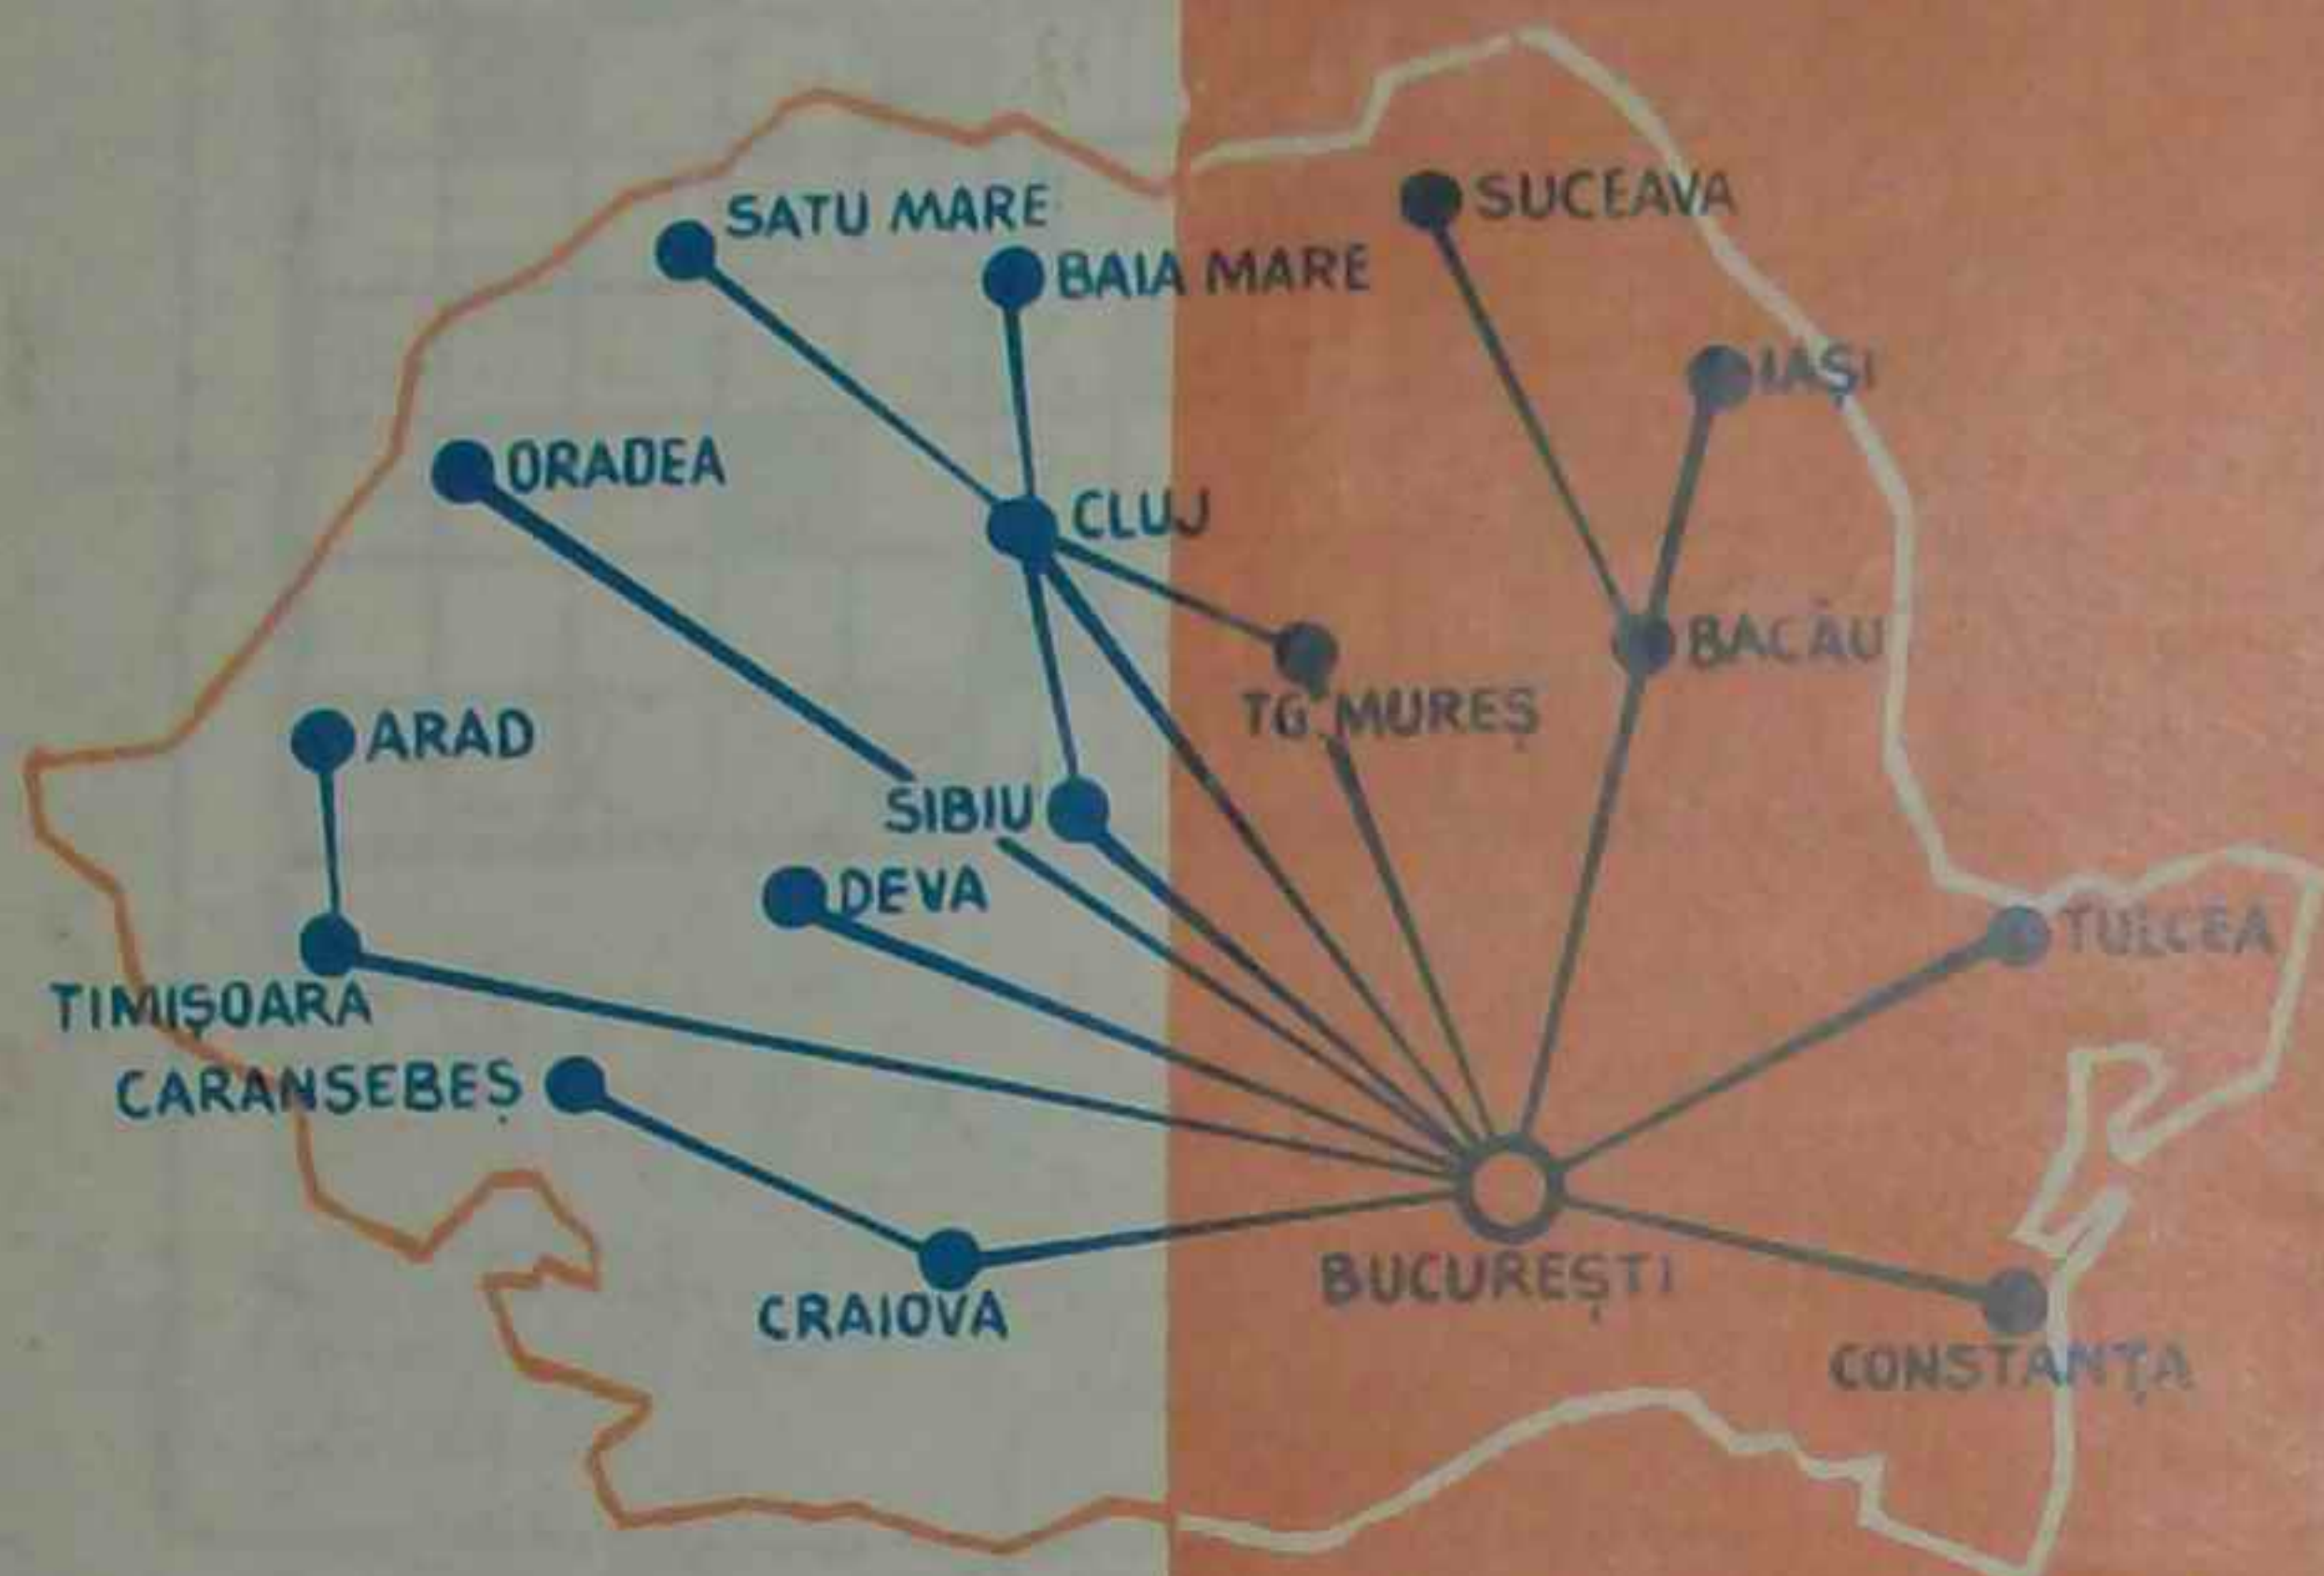 SUCEAVA
SATU MARE
BAIA MARE
IAȘI
ORADEA
CLUJ
BACĂU
TG. MUREȘ
ARAD
SIBIU
DEVA
TULCEA
TIMIȘOARA
CARANSEBEȘ
BUCUREȘTI
CRAIOVA
CONSTANȚA